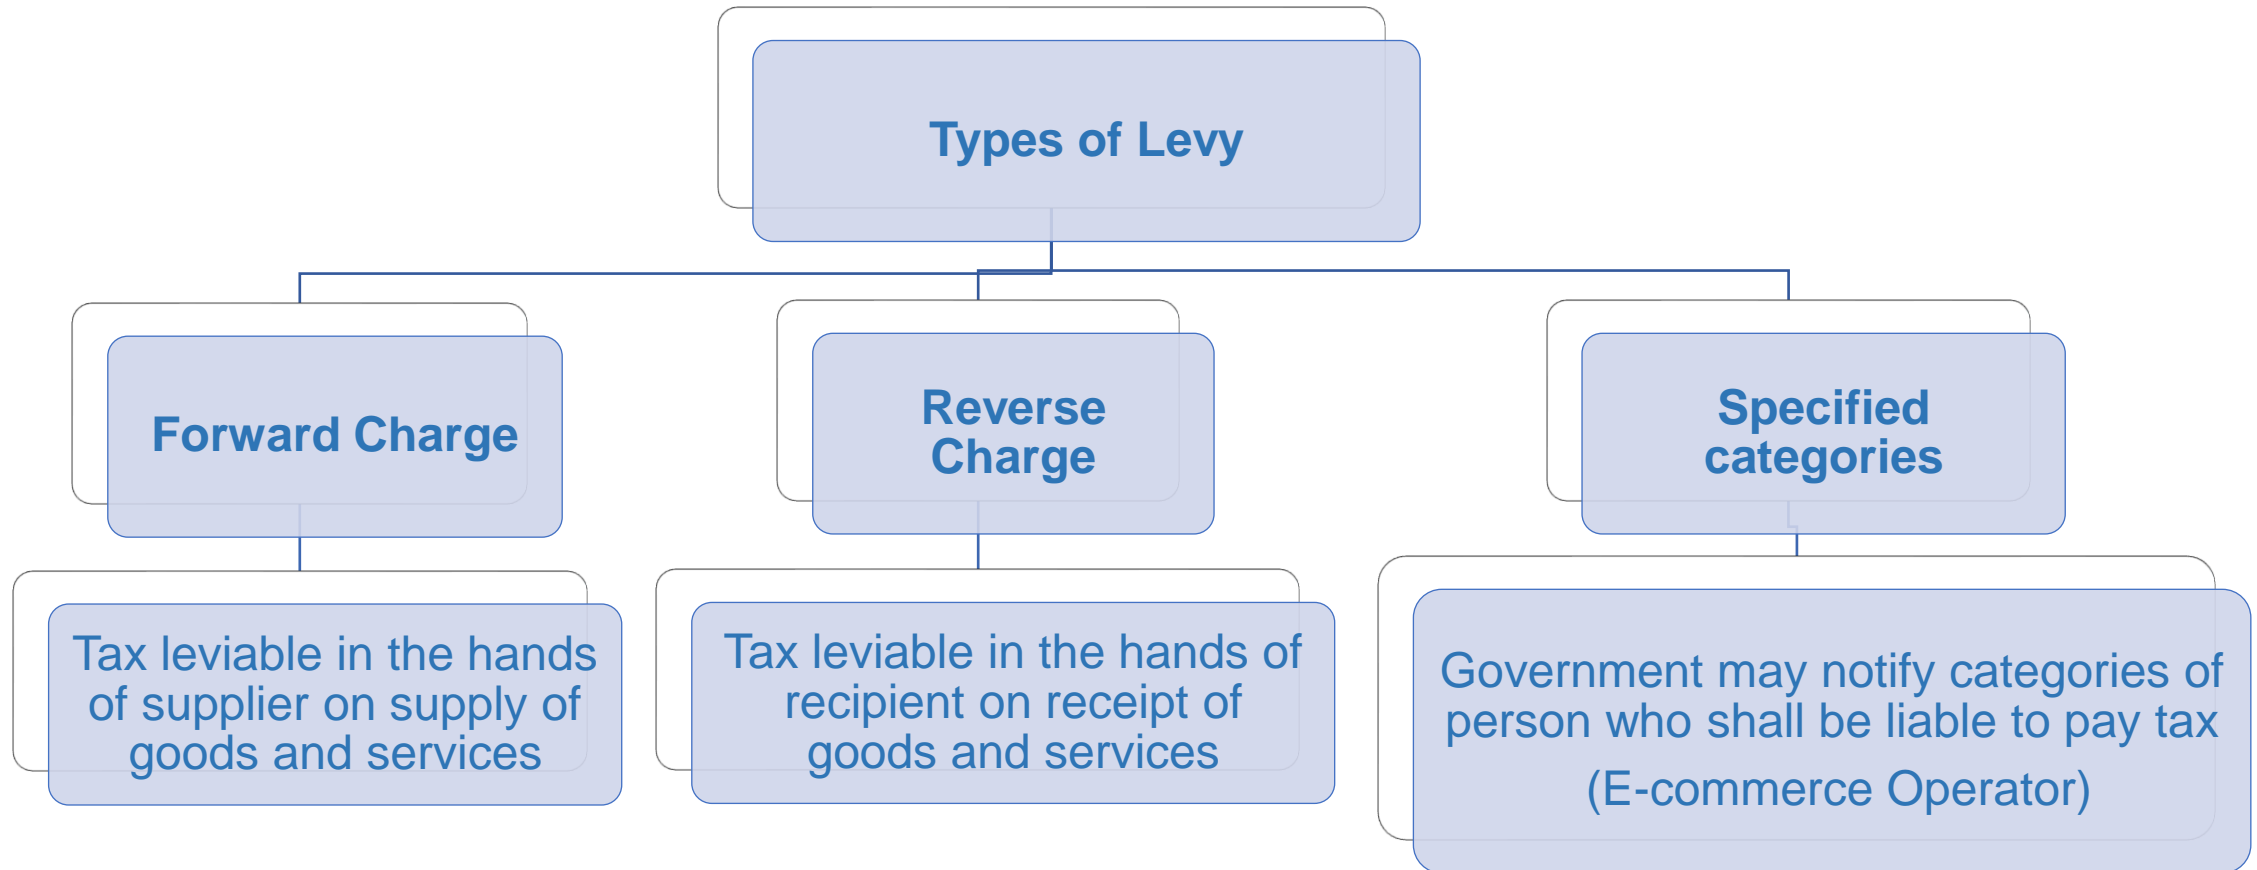 Types of Levy
Forward Charge
Reverse
Charge
Specified
categories
Tax leviable in the hands
of supplier on supply of
goods and services
Tax leviable in the hands of
recipient on receipt of
goods and services
Government may notify categories of
person who shall be liable to pay tax
(E-commerce Operator)